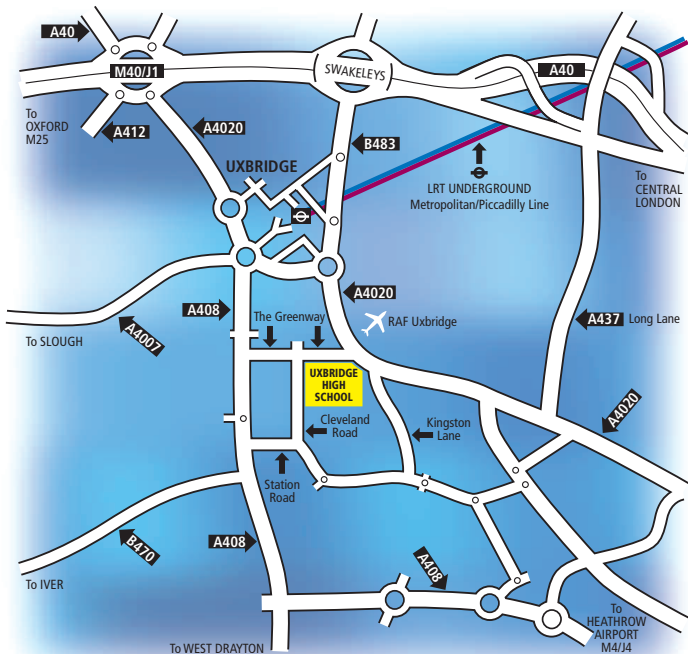 A40
M40/J1
SWAKELEYS
A40
To
OXFORD
M25
A412
A4020
B483
UXBRIDGE
LRT UNDERGROUND
Metropolitan/Piccadilly Line
To
CENTRAL
LONDON
A4020
A408
The Greenway
RAF Uxbridge
A437
Long Lane
To SLOUGH
A4007
UXBRIDGE
HIGH
SCHOOL
Cleveland
Road
Kingston
Lane
A4020
Station
Road
B470
A408
A408
To IVER
To WEST DRAYTON
To
HEATHROW
AIRPORT
M4/J4